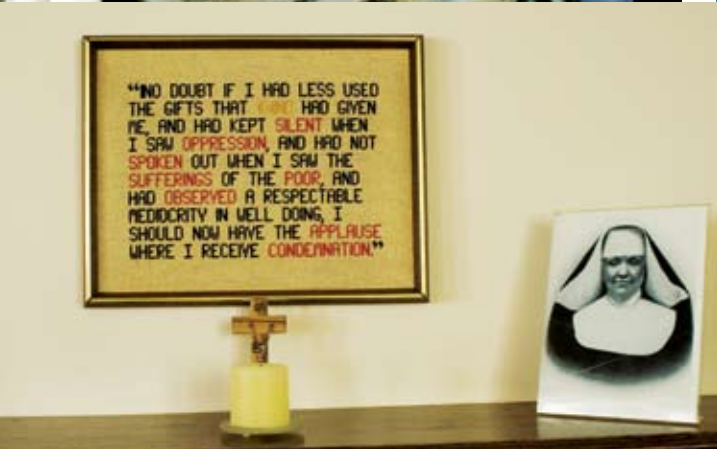 “NO DOUBT IF I HAD LESS USED
THE GIFTS THAT HAD GIVEN
ME, AND HAD KEPT SILENT WHEN
I SAW OPPRESSION, AND HAD NOT
SPOKEN OUT WHEN I SAW THE
SUFFERINGS OF THE POOR, AND
HAD OBSERVED A RESPECTABLE
MEDIOCRITY IN WELL DOING, I
SHOULD NOW HAVE THE APPLAUSE
WHERE I RECEIVE CONDEMNATION.”